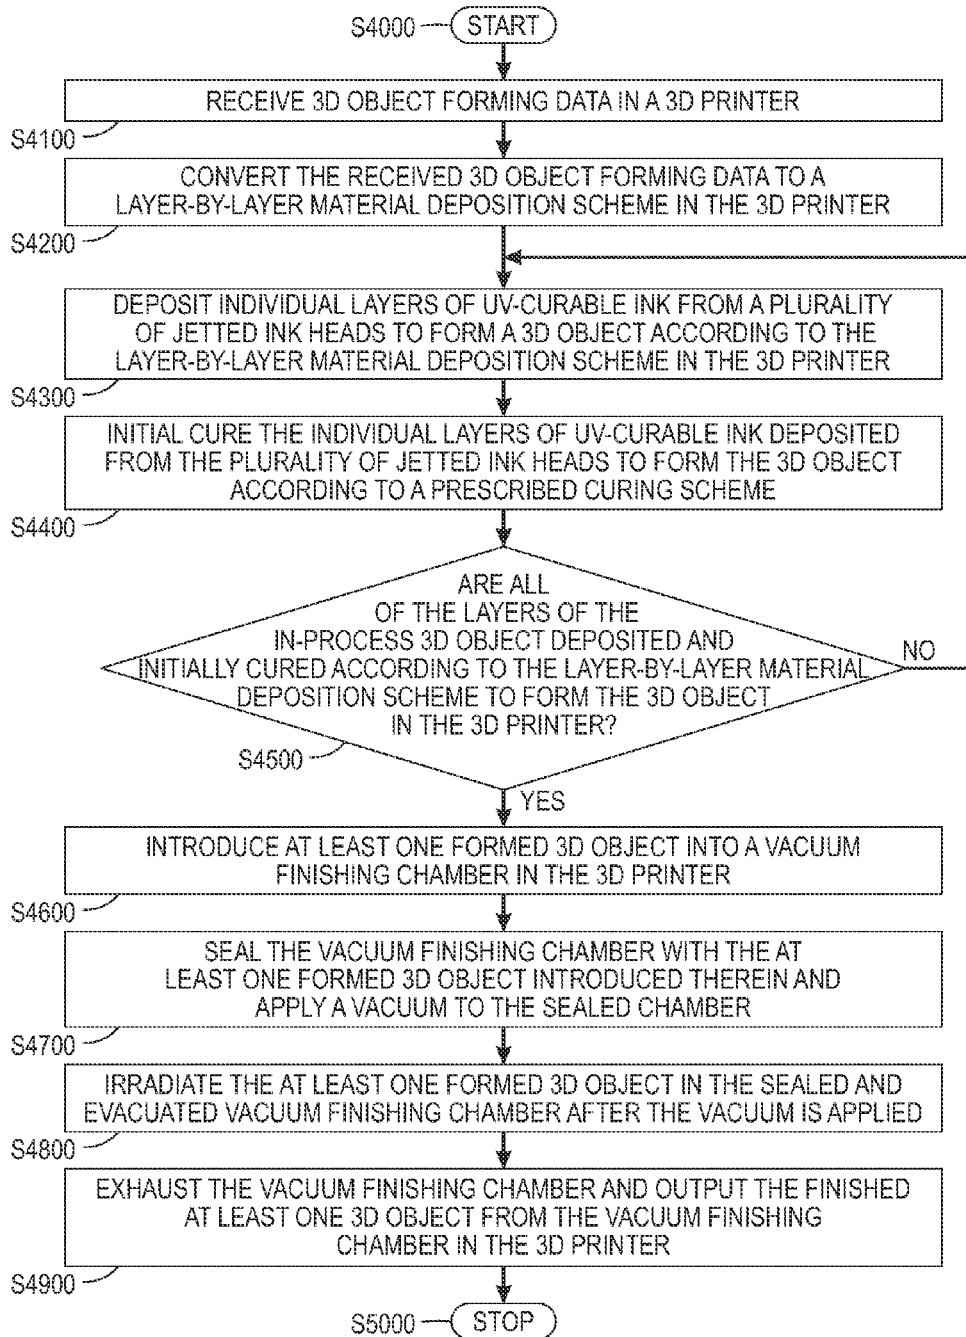 S4000
START
RECEIVE 3D OBJECT FORMING DATA IN A 3D PRINTER
S4100
CONVERT THE RECEIVED 3D OBJECT FORMING DATA TO A
LAYER-BY-LAYER MATERIAL DEPOSITION SCHEME IN THE 3D PRINTER
S4200
DEPOSIT INDIVIDUAL LAYERS OF UV-CURABLE INK FROM A PLURALITY
OF JETTED INK HEADS TO FORM A 3D OBJECT ACCORDING TO THE
LAYER-BY-LAYER MATERIAL DEPOSITION SCHEME IN THE 3D PRINTER
S4300
INITIAL CURE THE INDIVIDUAL LAYERS OF UV-CURABLE INK DEPOSITED
FROM THE PLURALITY OF JETTED INK HEADS TO FORM THE 3D OBJECT
ACCORDING TO A PRESCRIBED CURING SCHEME
S4400
ARE ALL
OF THE LAYERS OF THE
IN-PROCESS 3D OBJECT DEPOSITED AND
INITIALLY CURED ACCORDING TO THE LAYER-BY-LAYER MATERIAL
DEPOSITION SCHEME TO FORM THE 3D OBJECT
IN THE 3D PRINTER?
NO
S4500
YES
INTRODUCE AT LEAST ONE FORMED 3D OBJECT INTO A VACUUM
FINISHING CHAMBER IN THE 3D PRINTER
S4600
SEAL THE VACUUM FINISHING CHAMBER WITH THE AT
LEAST ONE FORMED 3D OBJECT INTRODUCED THEREIN AND
APPLY A VACUUM TO THE SEALED CHAMBER
S4700
IRRADIATE THE AT LEAST ONE FORMED 3D OBJECT IN THE SEALED AND
EVACUATED VACUUM FINISHING CHAMBER AFTER THE VACUUM IS APPLIED
S4800
EXHAUST THE VACUUM FINISHING CHAMBER AND OUTPUT THE FINISHED
AT LEAST ONE 3D OBJECT FROM THE VACUUM FINISHING
CHAMBER IN THE 3D PRINTER
S4900
S5000
STOP